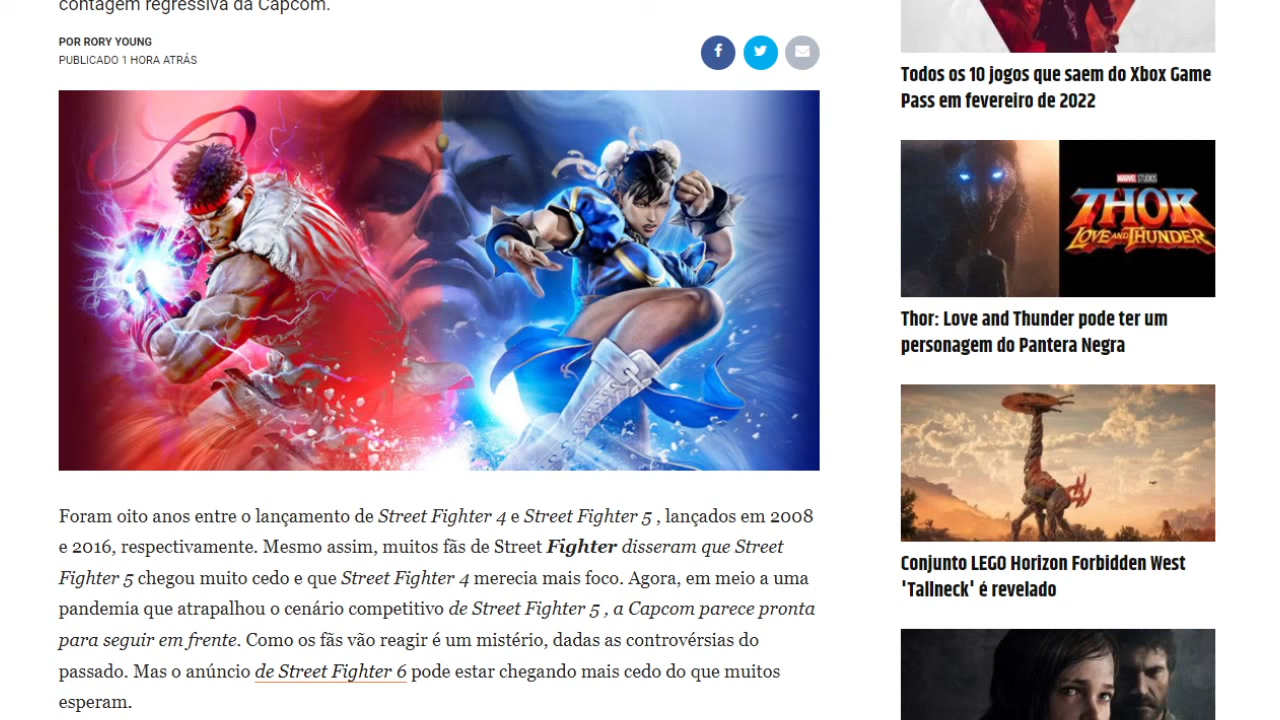 contagem regressiva da Capcom.
POR RORY YOUNG
PUBLICADO 1 HORA ATRÁS
Foram oito anos entre o lançamento de Street Fighter 4 e Street Fighter 5 , lançados em 2008
e 2016, respectivamente. Mesmo assim, muitos fãs de Street Fighter disseram que Street
Fighter 5 chegou muito cedo e que Street Fighter 4 merecia mais foco. Agora, em meio a uma
pandemia que atrapalhou o cenário competitivo de Street Fighter 5 , a Capcom parece pronta
para seguir em frente. Como os fãs vão reagir é um mistério, dadas as controvérsias do
passado. Mas o anúncio de Street Fighter 6 pode estar chegando mais cedo do que muitos
esperam.
Todos os 10 jogos que saem do Xbox Game
Pass em fevereiro de 2022
MARVEL STUDIOS
THOR
LOVE AND THUNDER
Thor: Love and Thunder pode ter um
personagem do Pantera Negra
Conjunto LEGO Horizon Forbidden West
'Tallneck' é revelado